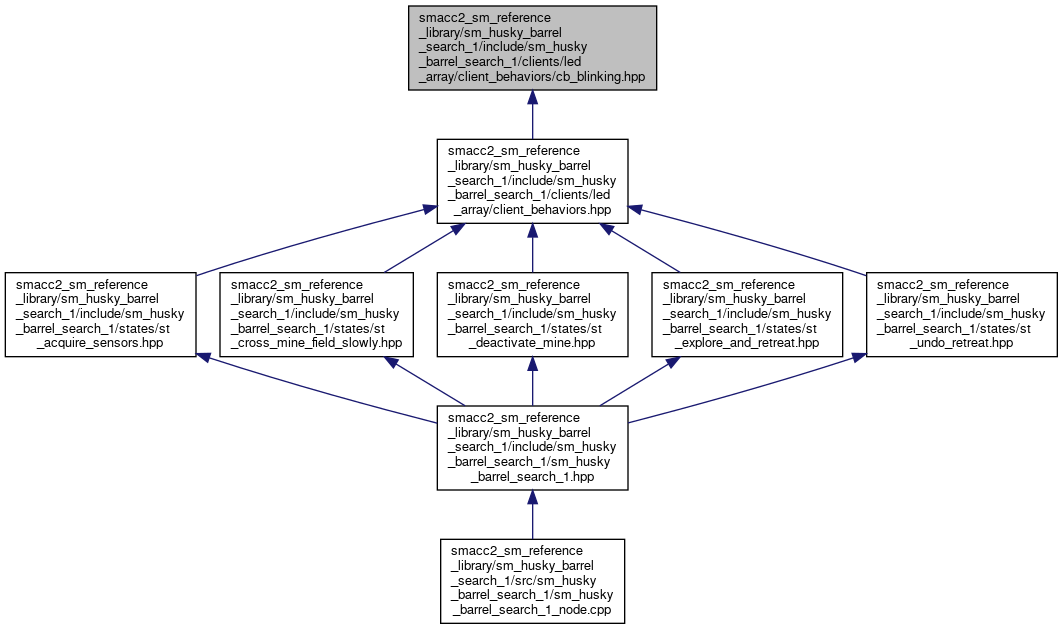 smacc2_sm_reference
_library/sm_husky_barrel
_search_1/include/sm_husky
_barrel_search_1/clients/led
_array/client_behaviors/cb_blinking.hpp
smacc2_sm_reference
_library/sm_husky_barrel
_search_1/include/sm_husky
_barrel_search_1/clients/led
_array/client_behaviors.hpp
smacc2_sm_reference
_library/sm_husky_barrel
_search_1/include/sm_husky
_barrel_search_1/states/st
_acquire_sensors.hpp
smacc2_sm_reference
_library/sm_husky_barrel
_search_1/include/sm_husky
_barrel_search_1/states/st
_cross_mine_field_slowly.hpp
smacc2_sm_reference
_library/sm_husky_barrel
_search_1/include/sm_husky
_barrel_search_1/states/st
_deactivate_mine.hpp
smacc2_sm_reference
_library/sm_husky_barrel
_search_1/include/sm_husky
_barrel_search_1/states/st
_explore_and_retreat.hpp
smacc2_sm_reference
_library/sm_husky_barrel
_search_1/include/sm_husky
_barrel_search_1/states/st
_undo_retreat.hpp
smacc2_sm_reference
_library/sm_husky_barrel
_search_1/include/sm_husky
_barrel_search_1/sm_husky
_barrel_search_1.hpp
smacc2_sm_reference
_library/sm_husky_barrel
_search_1/src/sm_husky
_barrel_search_1/sm_husky
_barrel_search_1_node.cpp